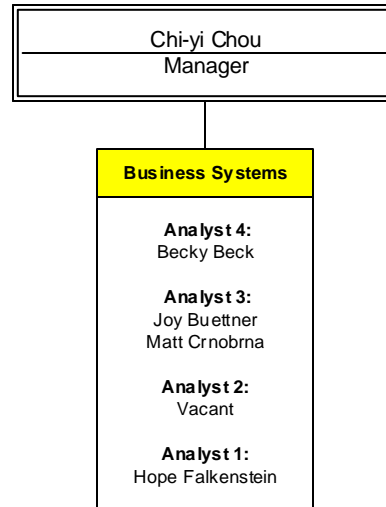 Chi-yi Chou
Manager
Business Systems
Analyst 4:
Becky Beck
Analyst 3:
Joy Buettner
Matt Crnobrna
Analyst 2:
Vacant
Analyst 1:
Hope Falkenstein